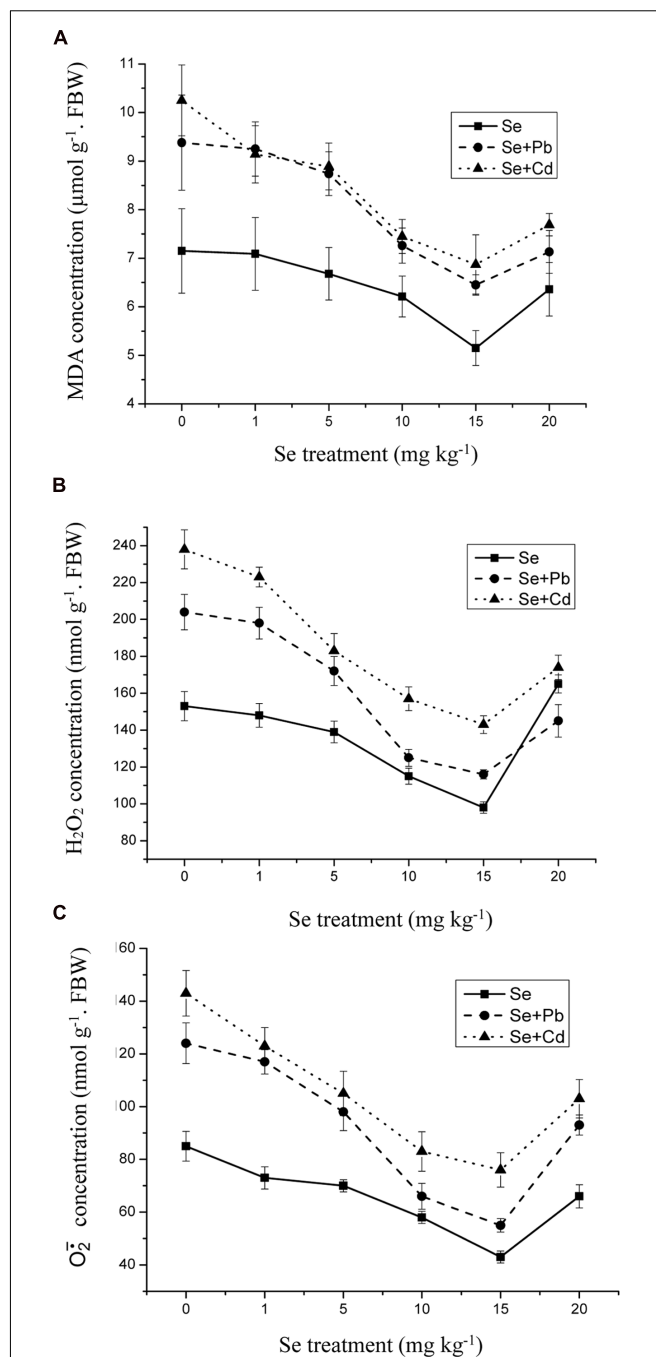 A
11
10
9
8
7
6
5
4
MDA concentration (µmol g⁻¹. FBW)
Se
Se+Pb
Se+Cd
0 1 5 10 15 20
Se treatment (mg kg⁻¹)
B
240
220
200
180
160
140
120
100
80
H₂O₂ concentration (nmol g⁻¹. FBW)
Se
Se+Pb
Se+Cd
0 1 5 10 15 20
Se treatment (mg kg⁻¹)
C
60
40
20
00
80
60
40
O₂•̄ concentration (nmol g⁻¹. FBW)
Se
Se+Pb
Se+Cd
0 1 5 10 15 20
Se treatment (mg kg⁻¹)